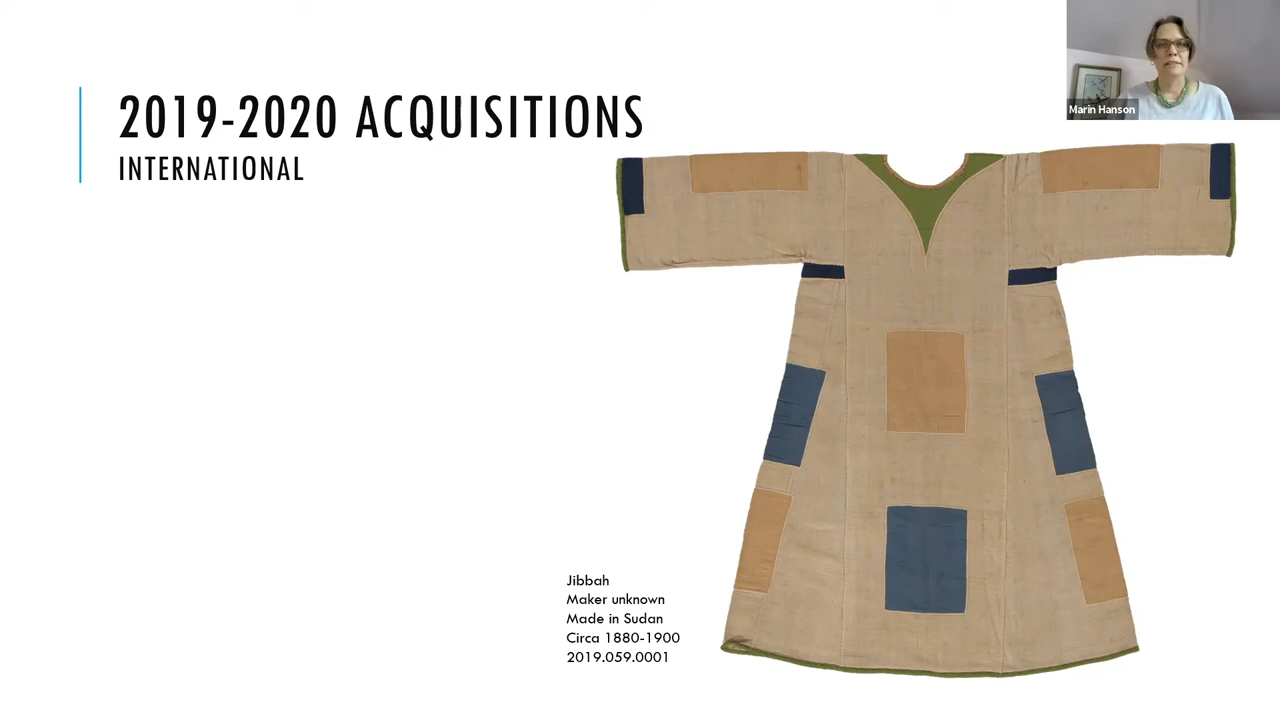 2019-2020 ACQUISITIONS
INTERNATIONAL
Marin Hanson
Jibbah
Maker unknown
Made in Sudan
Circa 1880-1900
2019.059.0001